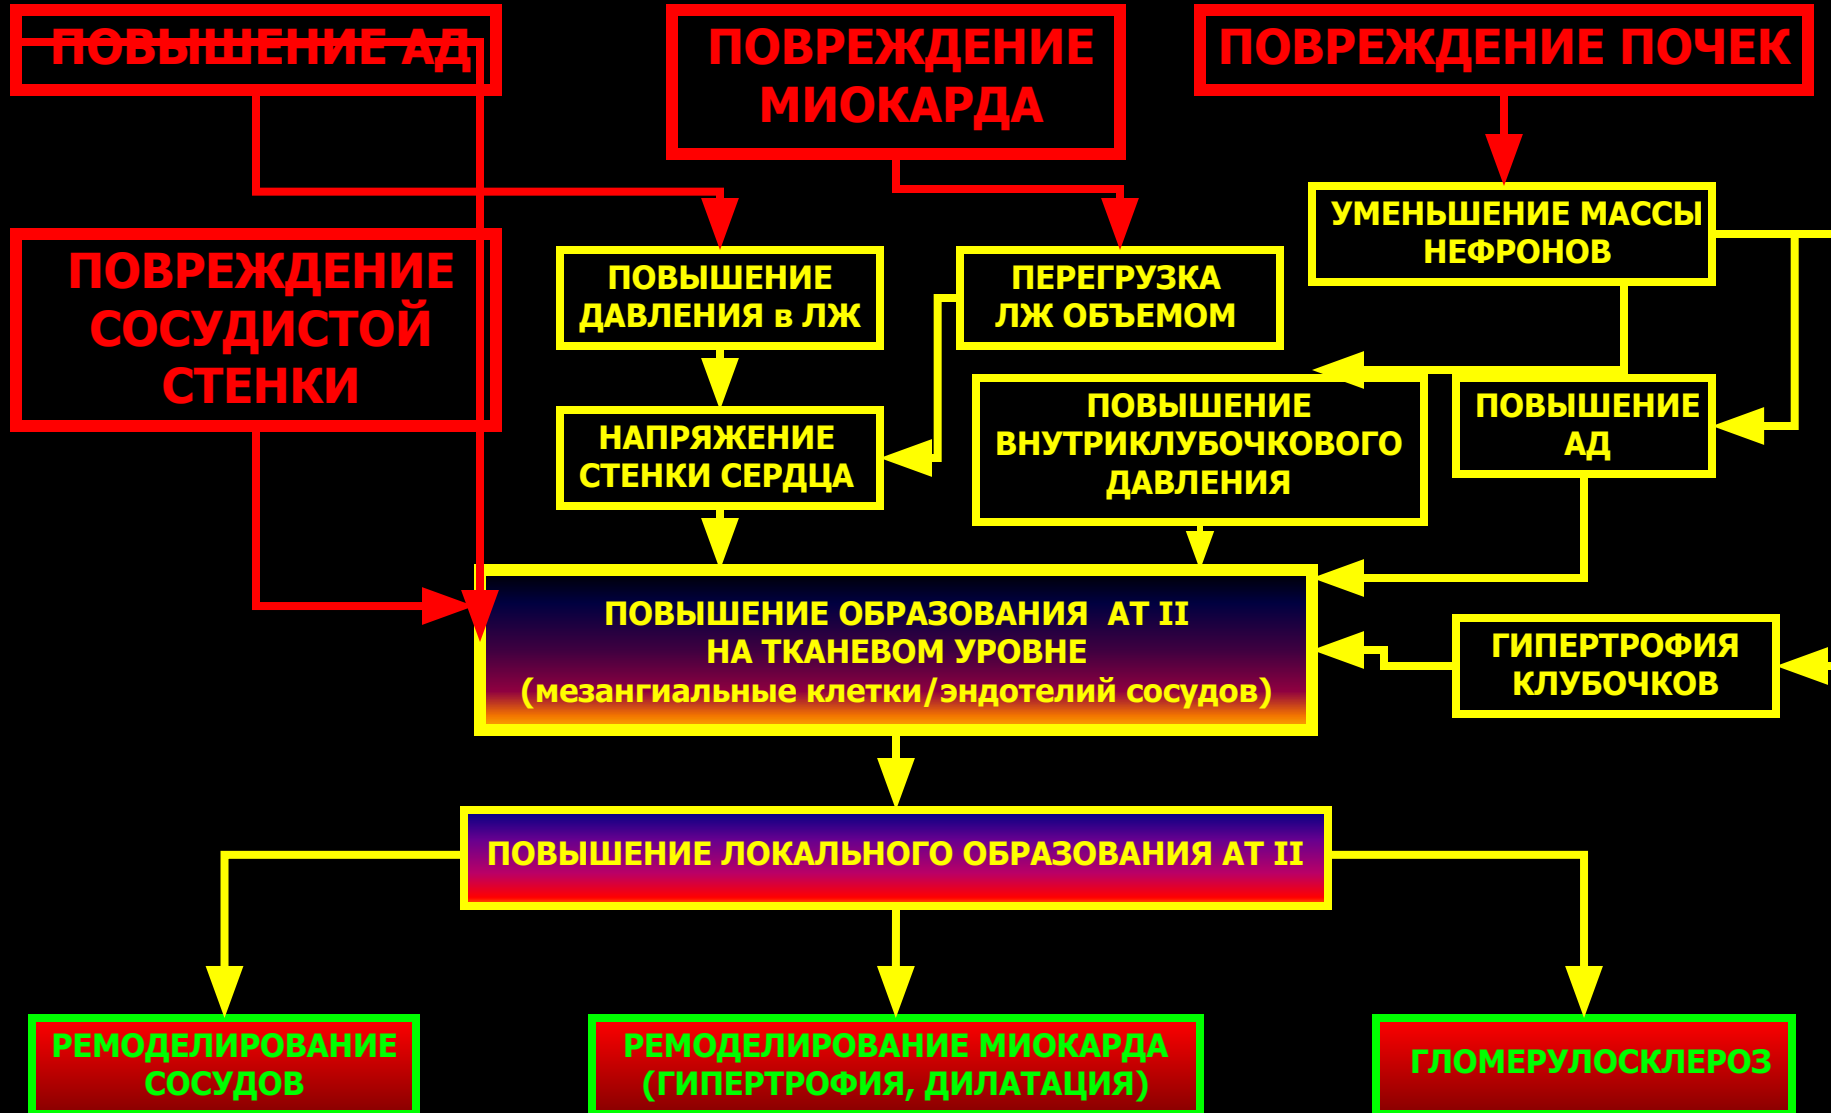 ПОВЫШЕНИЕ АД
ПОВРЕЖДЕНИЕ
МИОКАРДА
ПОВРЕЖДЕНИЕ ПОЧЕК
УМЕНЬШЕНИЕ МАССЫ
НЕФРОНОВ
ПОВРЕЖДЕНИЕ
СОСУДИСТОЙ
СТЕНКИ
ПОВЫШЕНИЕ
ДАВЛЕНИЯ в ЛЖ
ПЕРЕГРУЗКА
ЛЖ ОБЪЕМОМ
НАПРЯЖЕНИЕ
СТЕНКИ СЕРДЦА
ПОВЫШЕНИЕ
ВНУТРИКЛУБОЧКОВОГО
ДАВЛЕНИЯ
ПОВЫШЕНИЕ
АД
ПОВЫШЕНИЕ ОБРАЗОВАНИЯ АТ II
НА ТКАНЕВОМ УРОВНЕ
(мезангиальные клетки/эндотелий сосудов)
ГИПЕРТРОФИЯ
КЛУБОЧКОВ
ПОВЫШЕНИЕ ЛОКАЛЬНОГО ОБРАЗОВАНИЯ АТ II
РЕМОДЕЛИРОВАНИЕ
СОСУДОВ
РЕМОДЕЛИРОВАНИЕ МИОКАРДА
(ГИПЕРТРОФИЯ, ДИЛАТАЦИЯ)
ГЛОМЕРУЛОСКЛЕРОЗ